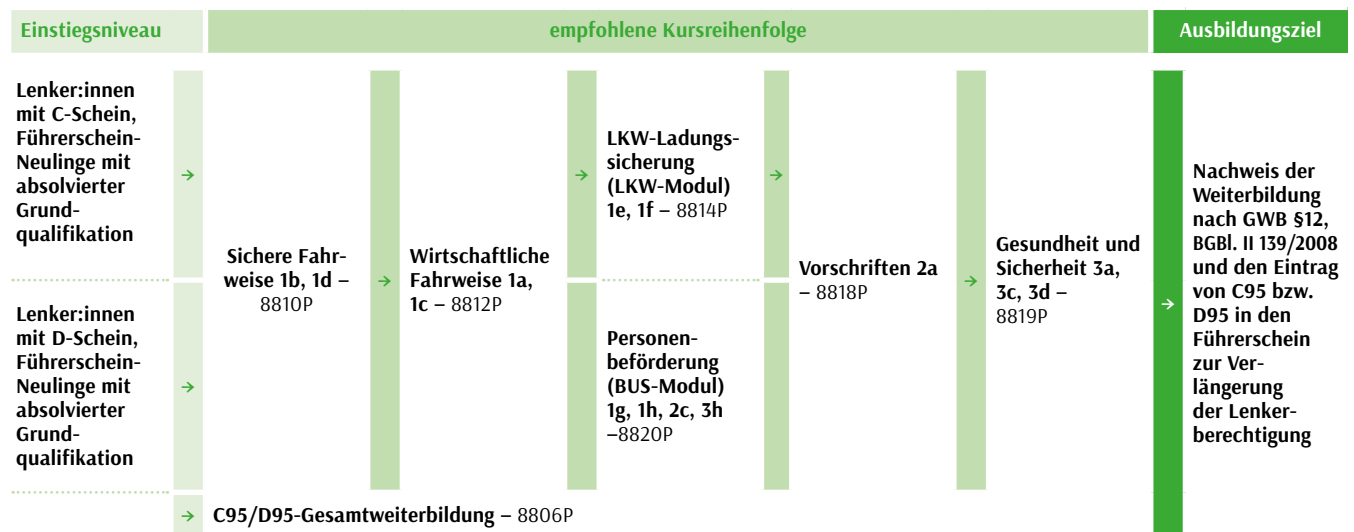 Einstiegsniveau
empfohlene Kursreihenfolge
Ausbildungsziel
Lenker:innen
mit C-Schein,
Führerschein-
Neulinge mit
absolvierter
Grund-
qualifikation
Lenker:innen
mit D-Schein,
Führerschein-
Neulinge mit
absolvierter
Grund-
qualifikation
→
→
Sichere Fahr-
weise 1b, 1d –
8810P
→
Wirtschaftliche
Fahrweise 1a,
1c – 8812P
→
LKW-Ladungs-
sicherung
(LKW-Modul)
1e, 1f – 8814P
→
Personen-
beförderung
(BUS-Modul)
1g, 1h, 2c, 3h
–8820P
Vorschriften 2a
– 8818P
→
Gesundheit und
Sicherheit 3a,
3c, 3d –
8819P
→
Nachweis der
Weiterbildung
nach GWB §12,
BGBl. II 139/2008
und den Eintrag
von C95 bzw.
D95 in den
Führerschein
zur Ver-
längerung
der Lenker-
berechtigung
→ C95/D95-Gesamtweiterbildung – 8806P